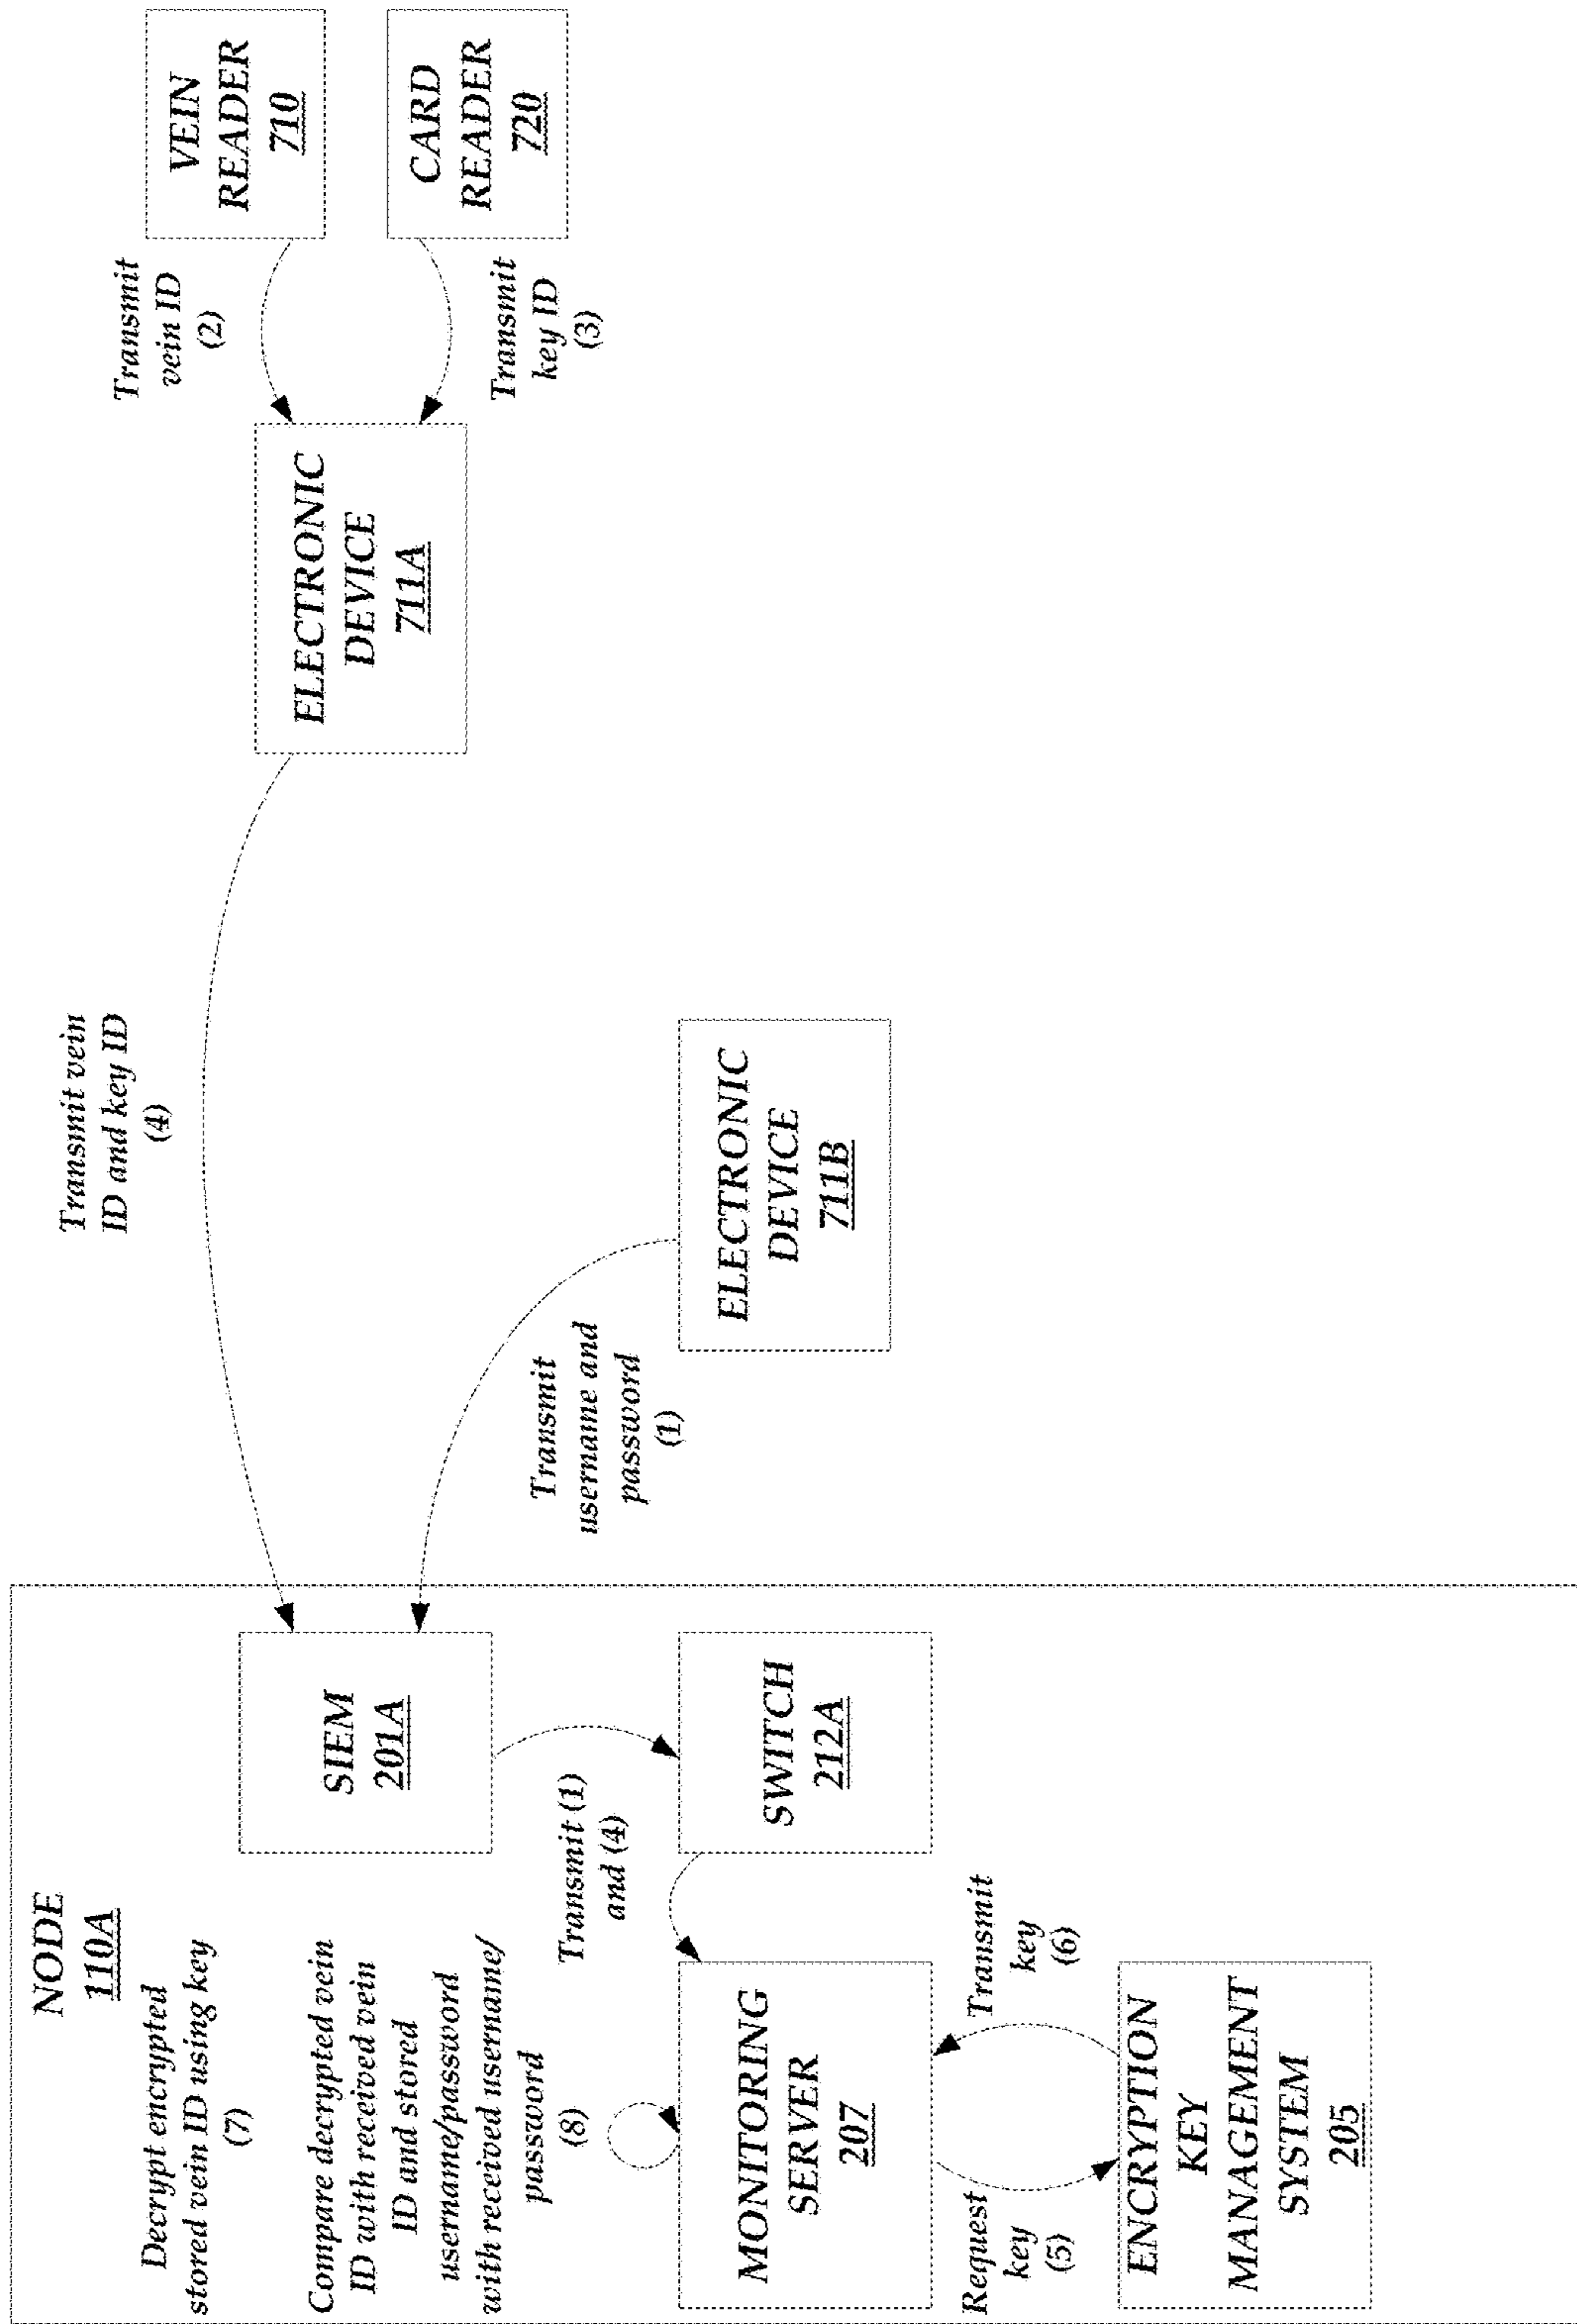 NODE
110A
Decrypt encrypted
stored vein ID using key
(7)
Compare decrypted vein
ID with received vein
ID and stored
username/password
with received username/
password
(8)
SIEM
201A
Transmit (1)
and (4)
SWITCH
212A
MONITORING
SERVER
207
Request
key
(5)
Transmit
key
(6)
ENCRYPTION
KEY
MANAGEMENT
SYSTEM
205
Transmit vein
ID and key ID
(4)
Transmit
username and
password
(1)
ELECTRONIC
DEVICE
711B
ELECTRONIC
DEVICE
711A
Transmit
vein ID
(2)
Transmit
key ID
(3)
VEIN
READER
710
CARD
READER
720